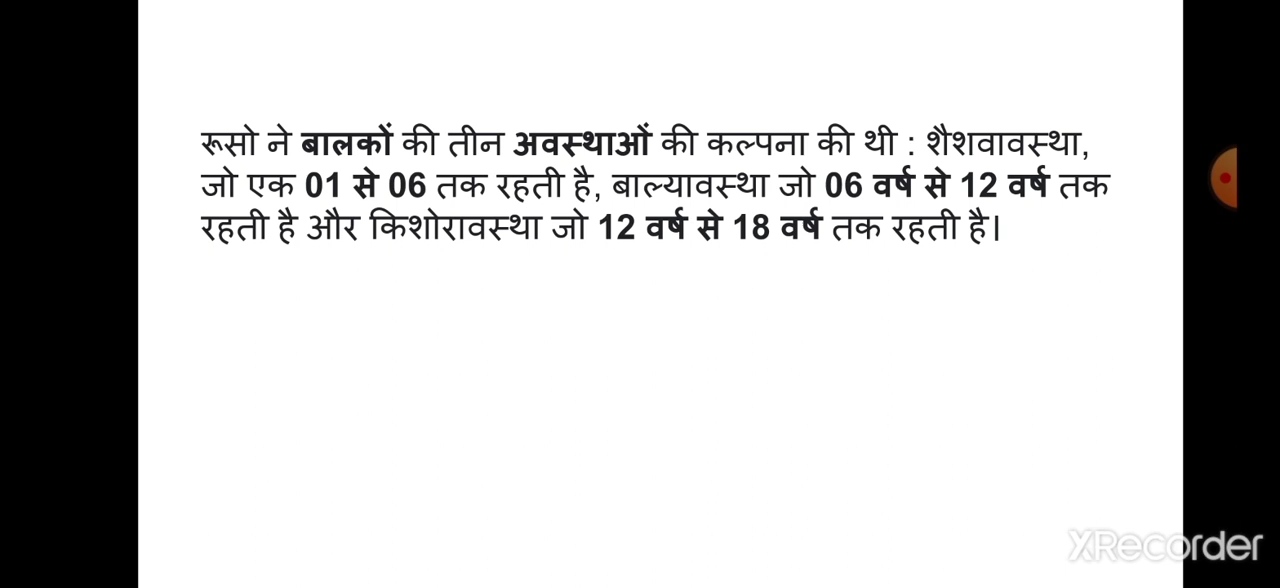 रूसो ने बालकों की तीन अवस्थाओं की कल्पना की थी : शैशवावस्था,
जो एक 01 से 06 तक रहती है, बाल्यावस्था जो 06 वर्ष से 12 वर्ष तक
रहती है और किशोरावस्था जो 12 वर्ष से 18 वर्ष तक रहती है।
XRecorder